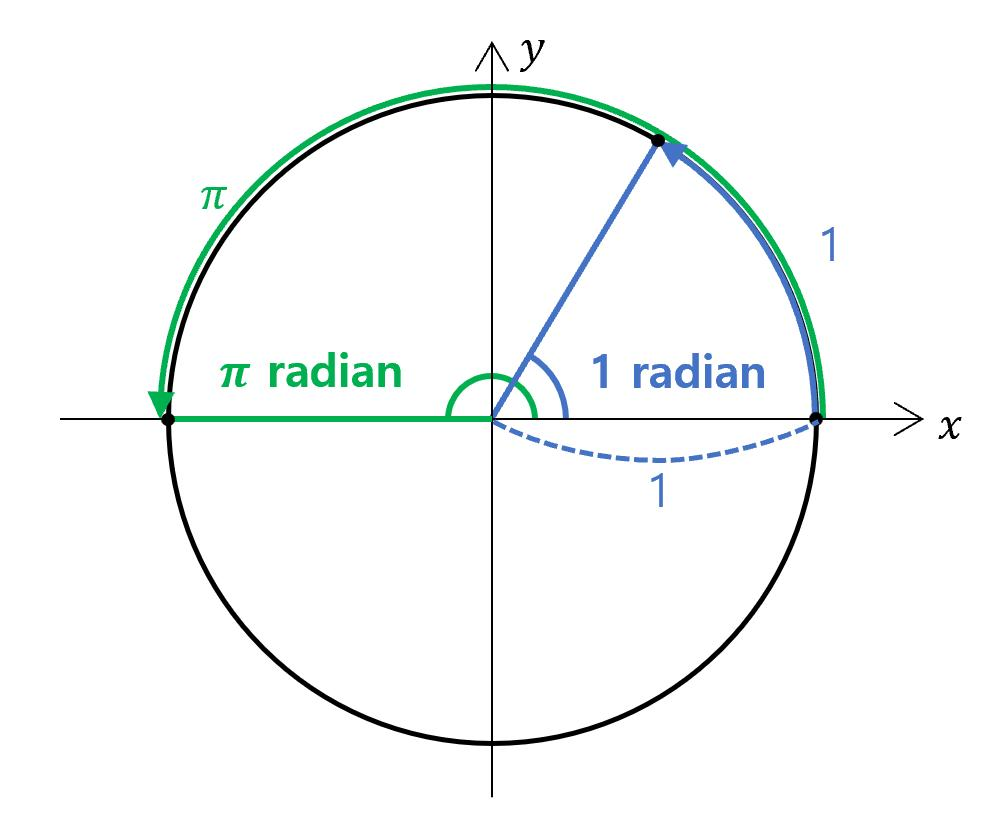 y
π
1
π radian
1 radian
x
1